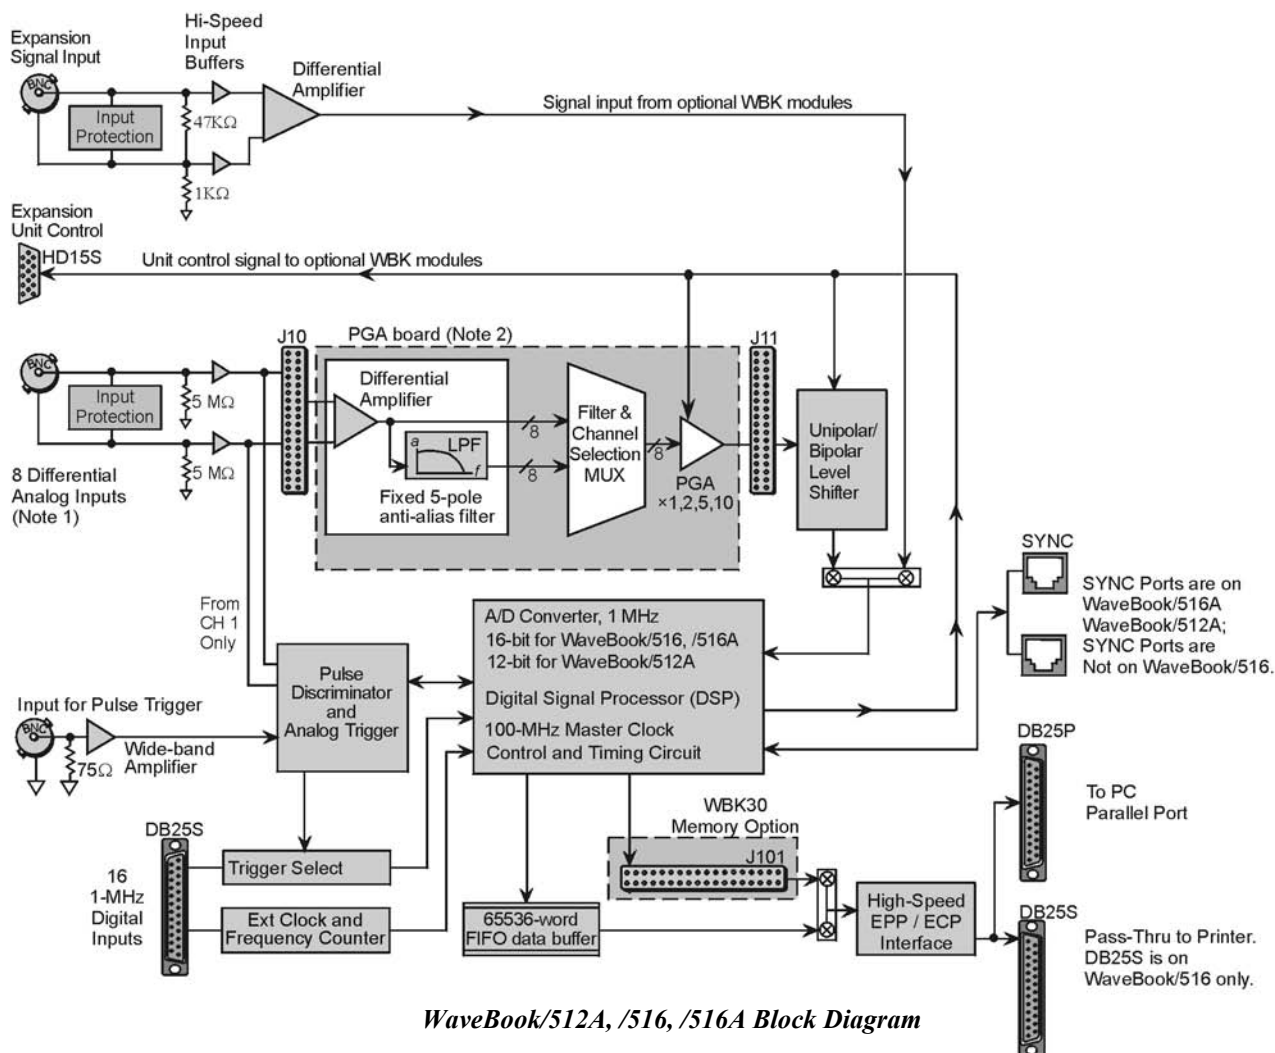 Expansion
Signal Input
BNC
Hi-Speed
Input
Buffers
Differential
Amplifier
Input
Protection
47KΩ
1KΩ
Signal input from optional WBK modules
Expansion
Unit Control
HD15S
Unit control signal to optional WBK modules
BNC
Input
Protection
5 MΩ
5 MΩ
8 Differential
Analog Inputs
(Note 1)
J10
PGA board (Note 2)
Differential
Amplifier
a
LPF
f
Fixed 5-pole
anti-alias filter
8
8
Filter &
Channel
Selection
MUX
8
PGA
×1,2,5,10
J11
Unipolar/
Bipolar
Level
Shifter
From
CH 1
Only
Pulse
Discriminator
and
Analog Trigger
A/D Converter, 1 MHz
16-bit for WaveBook/516, /516A
12-bit for WaveBook/512A
Digital Signal Processor (DSP)
100-MHz Master Clock
Control and Timing Circuit
SYNC
SYNC Ports are on
WaveBook/516A
WaveBook/512A;
SYNC Ports are
Not on WaveBook/516.
Input for Pulse Trigger
BNC
75Ω
Wide-band
Amplifier
DB25S
16
1-MHz
Digital
Inputs
Trigger Select
Ext Clock and
Frequency Counter
WBK30
Memory Option
J101
65536-word
FIFO data buffer
High-Speed
EPP / ECP
Interface
DB25P
To PC
Parallel Port
DB25S
Pass-Thru to Printer.
DB25S is on
WaveBook/516 only.
WaveBook/512A, /516, /516A Block Diagram